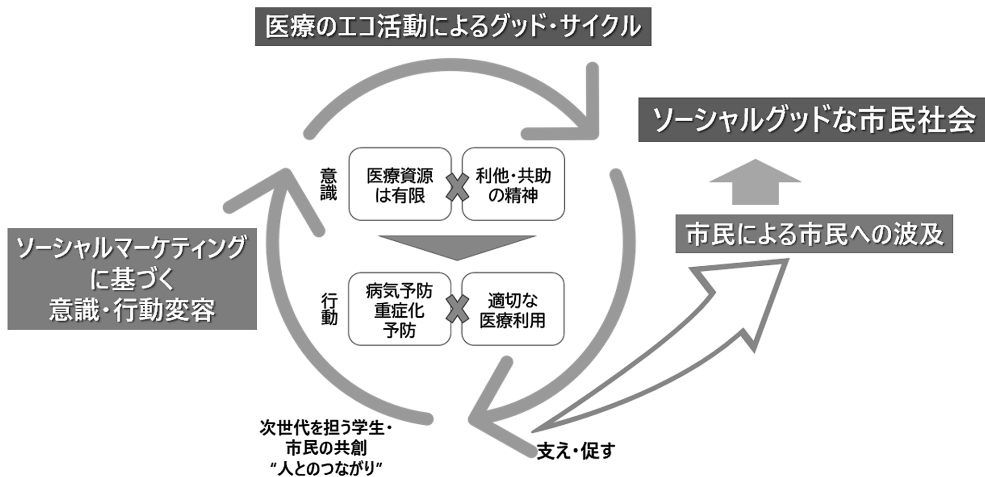 医療のエコ活動によるグッド・サイクル
ソーシャルグッドな市民社会
意識
医療資源
は有限
利他・共助
の精神
市民による市民への波及
ソーシャルマーケティング
に基づく
意識・行動変容
行動
病気予防
重症化
予防
適切な
医療利用
次世代を担う学生・
市民の共創
“人とのつながり”
支え・促す